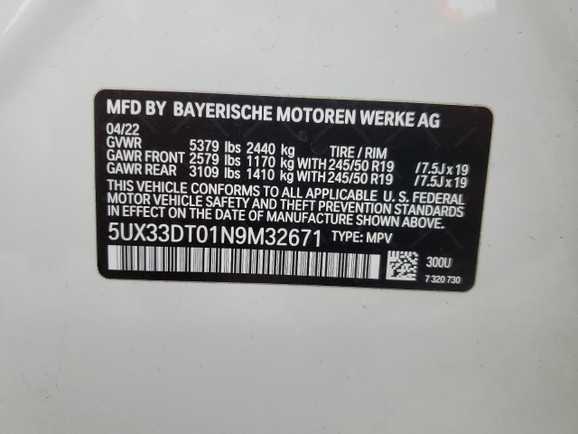 MFD BY BAYERISCHE MOTOREN WERKE AG
04/22
GVWR 5379 lbs 2440 kg TIRE / RIM
GAWR FRONT 2579 lbs 1170 kg WITH 245/50 R19 /7.5J x 19
GAWR REAR 3109 lbs 1410 kg WITH 245/50 R19 /7.5J x 19
THIS VEHICLE CONFORMS TO ALL APPLICABLE U. S. FEDERAL
MOTOR VEHICLE SAFETY AND THEFT PREVENTION STANDARDS
IN EFFECT ON THE DATE OF MANUFACTURE SHOWN ABOVE.
5UX33DT01N9M32671 TYPE: MPV
300U
7 320 730